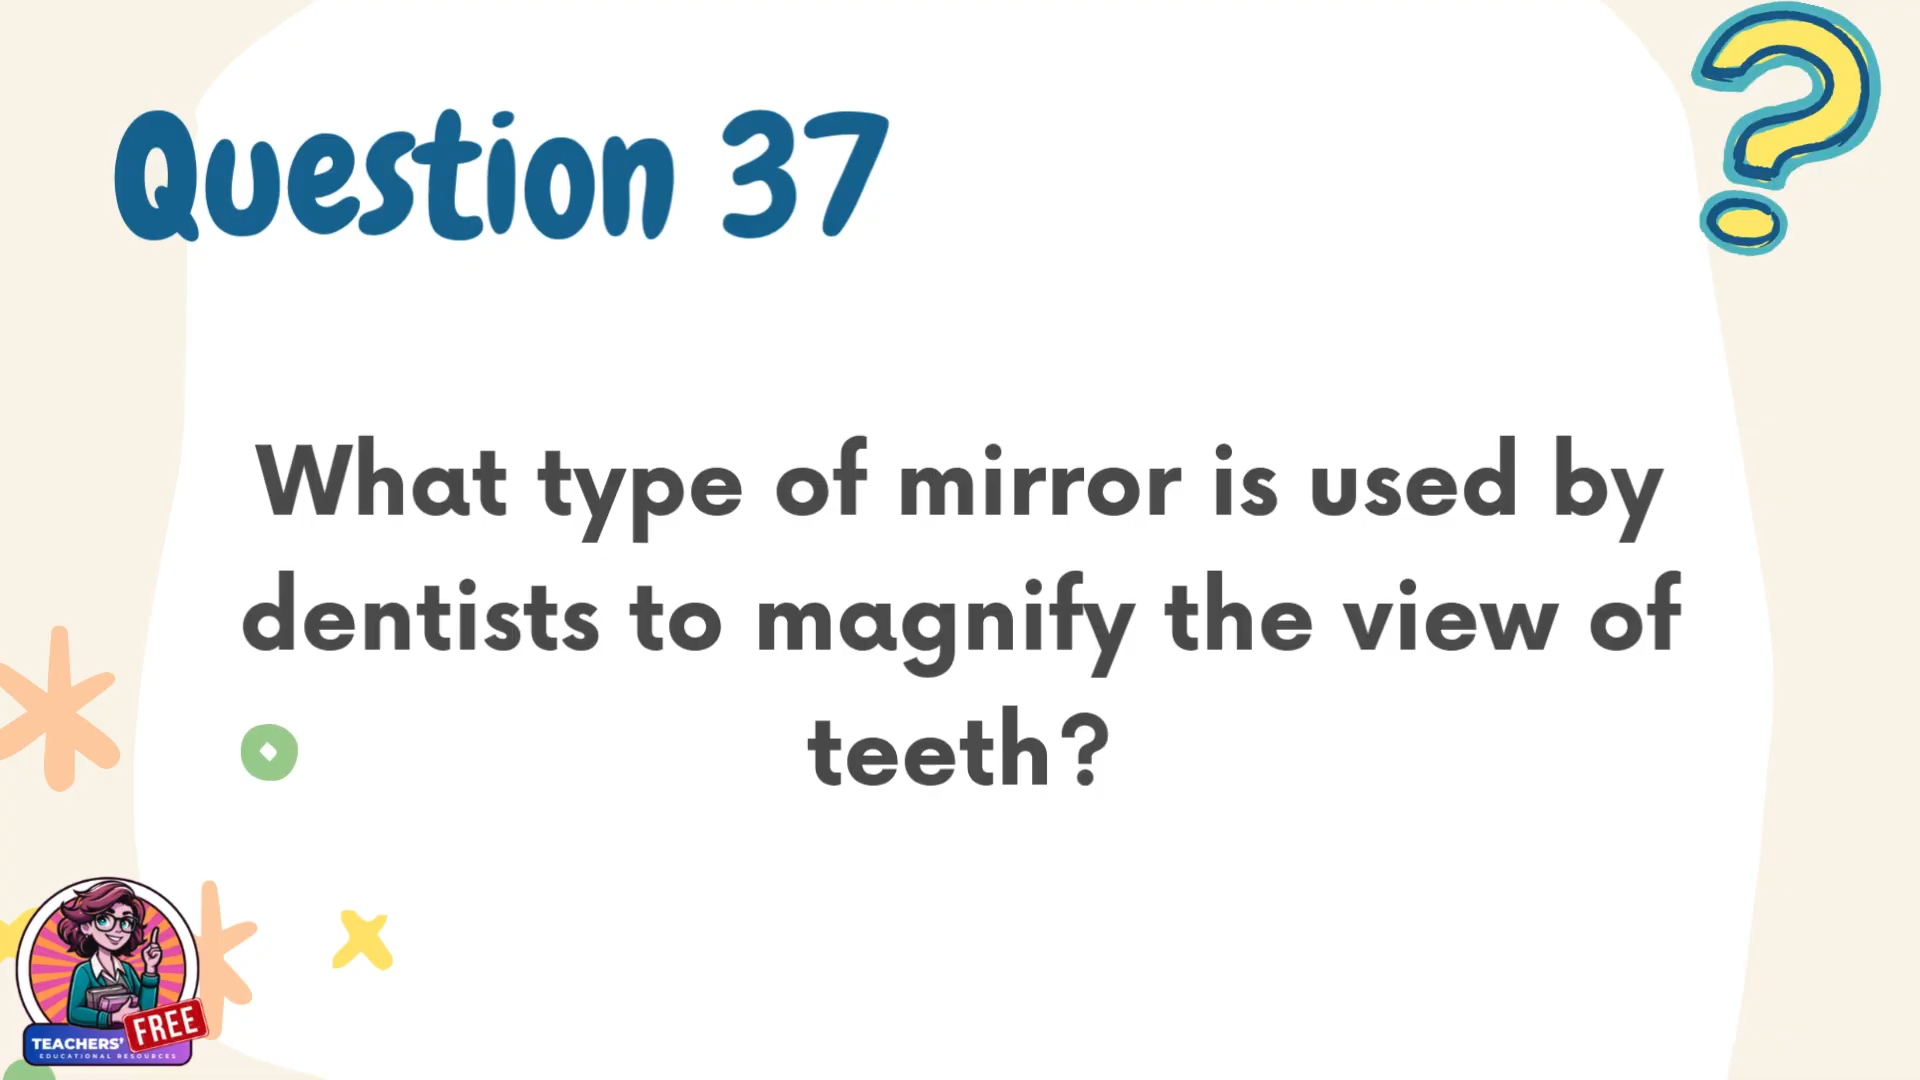 Question 37
What type of mirror is used by
dentists to magnify the view of
teeth?
FREE
TEACHERS'
EDUCATIONAL RESOURCES